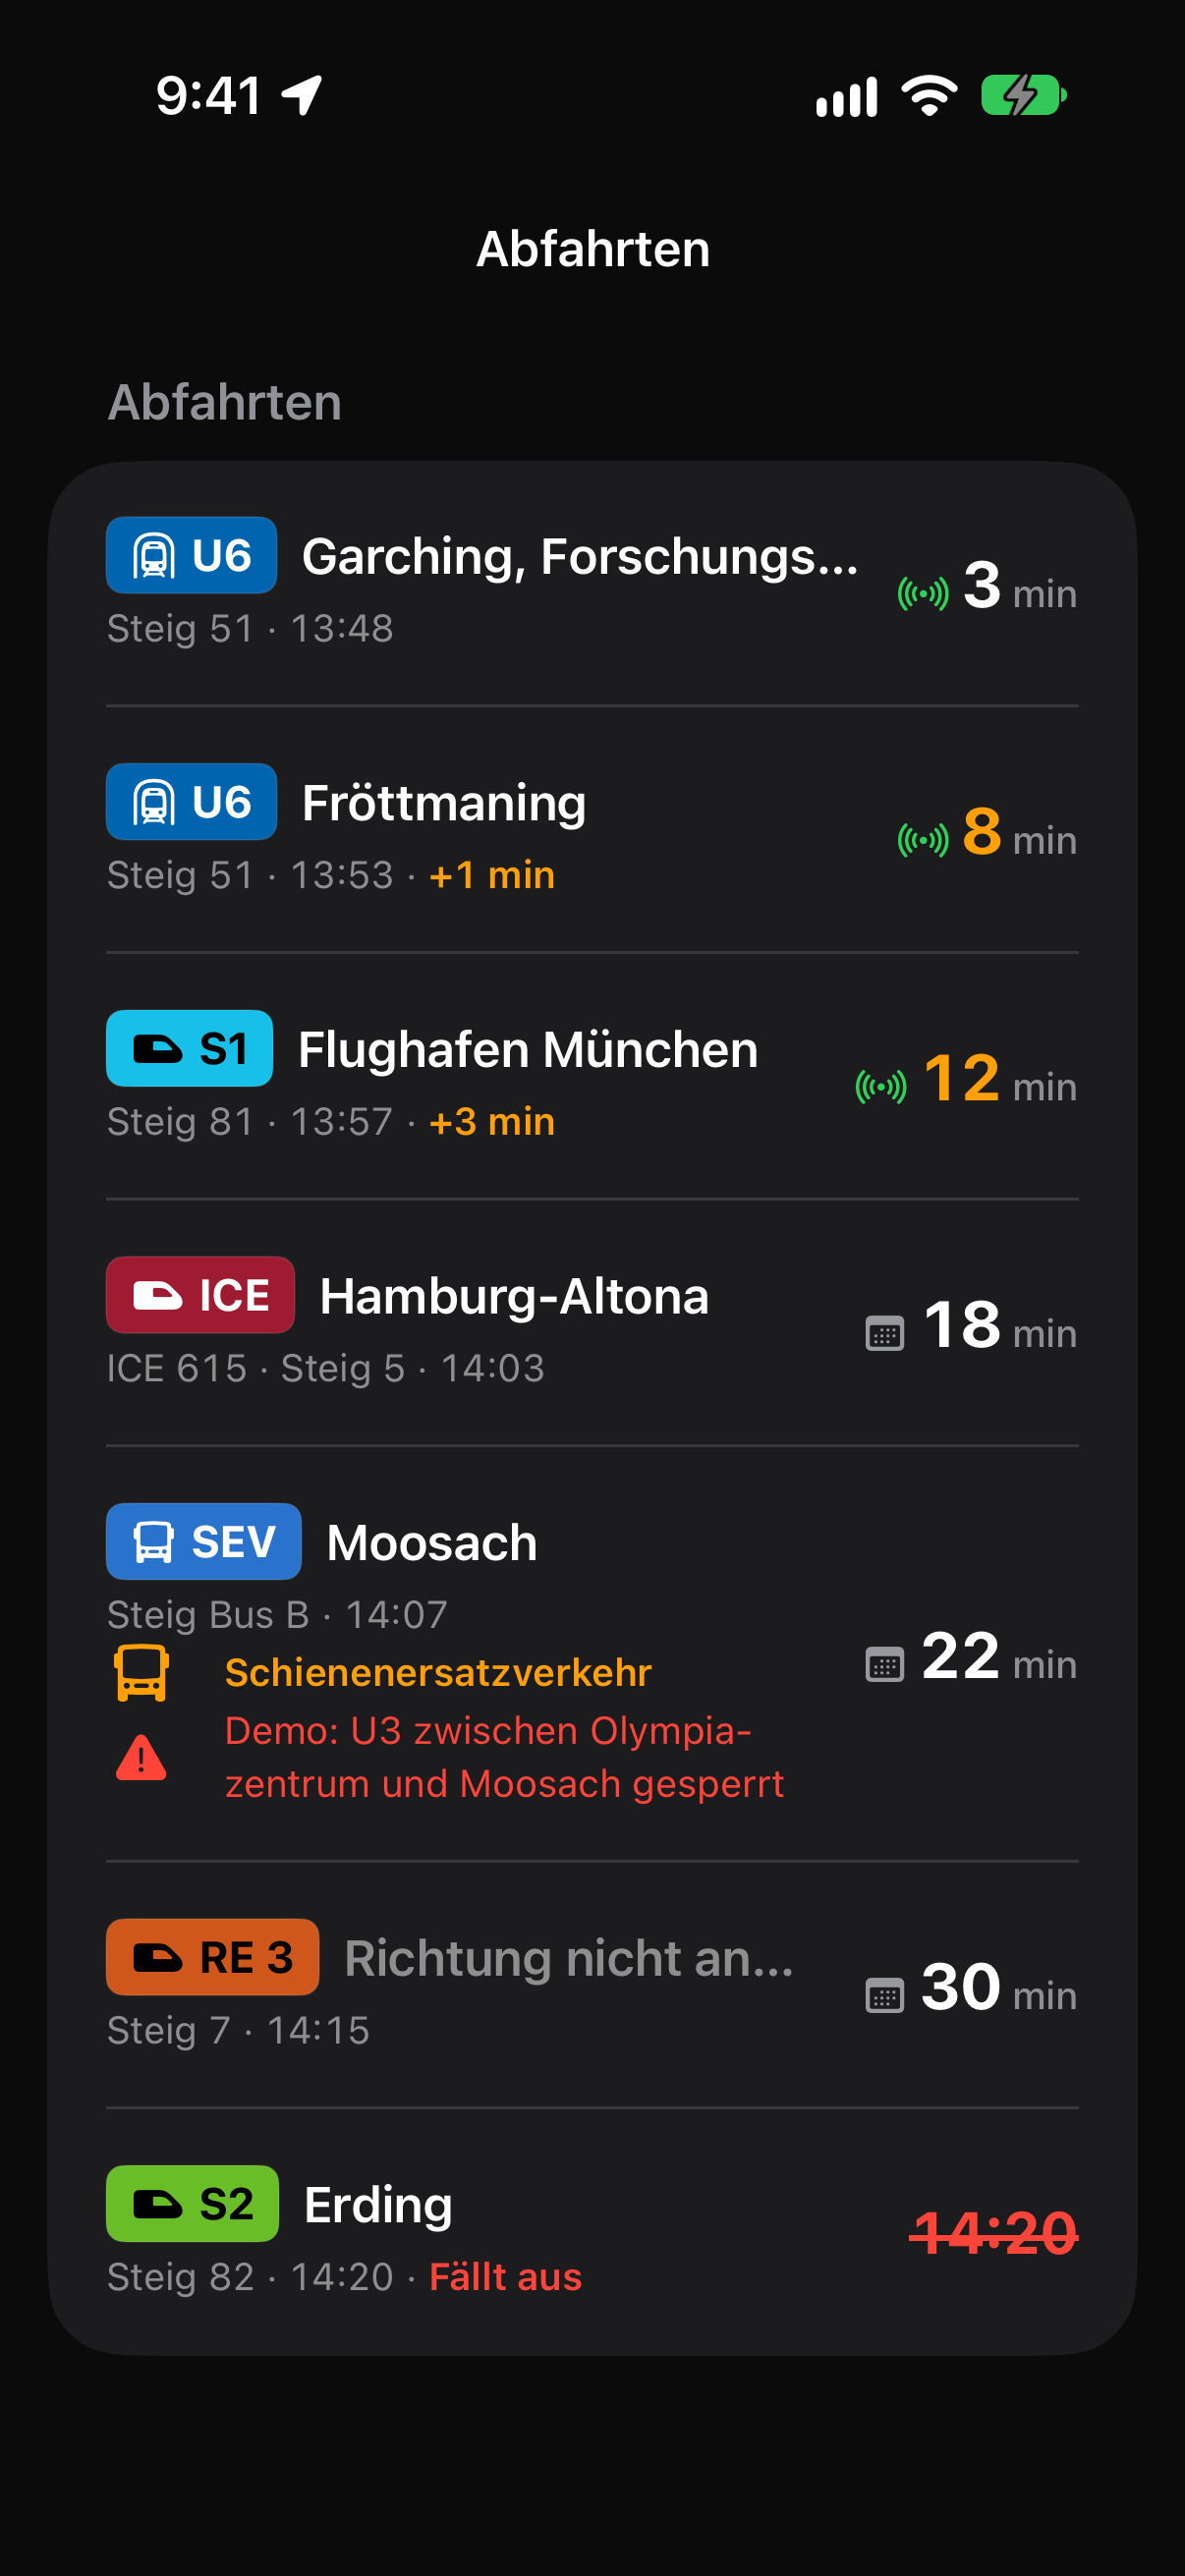 9:41
Abfahrten
Abfahrten
U6 Garching, Forschungs... 3 min
Steig 51 · 13:48
U6 Fröttmaning 8 min
Steig 51 · 13:53 · +1 min
S1 Flughafen München 12 min
Steig 81 · 13:57 · +3 min
ICE Hamburg-Altona 18 min
ICE 615 · Steig 5 · 14:03
SEV Moosach
Steig Bus B · 14:07
22 min
Schienenersatzverkehr
Demo: U3 zwischen Olympia-
zentrum und Moosach gesperrt
RE 3 Richtung nicht an... 30 min
Steig 7 · 14:15
S2 Erding 14:20
Steig 82 · 14:20 · Fällt aus